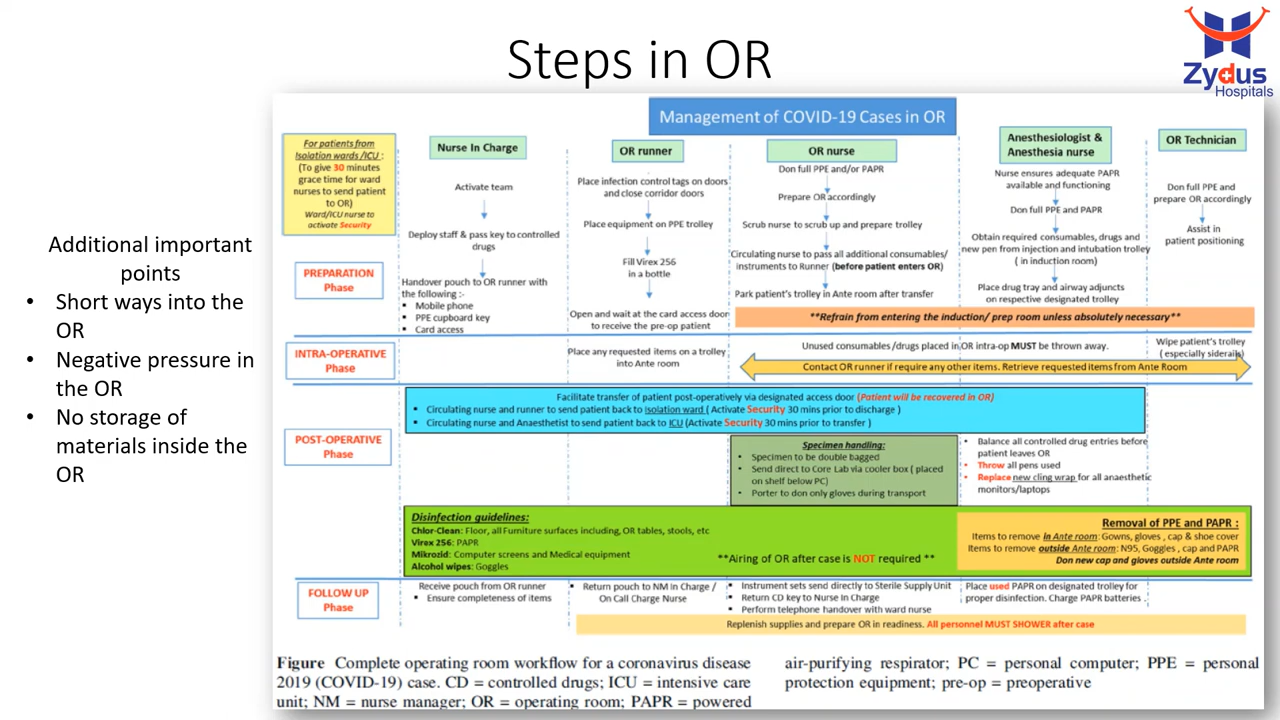 Steps in OR
Zydus
Hospitals
Additional important
points
• Short ways into the
OR
• Negative pressure in
the OR
• No storage of
materials inside the
OR
Management of COVID-19 Cases in OR
For patients from
Isolation wards /ICU :
(To give 30 minutes
grace time for ward
nurses to send patient
to OR)
Ward/ICU nurse to
activate Security
Nurse In Charge
OR runner
OR nurse
Anesthesiologist &
Anesthesia nurse
OR Technician
PREPARATION
Phase
Activate team
Deploy staff & pass key to controlled
drugs
Handover pouch to OR runner with
the following :-
▪ Mobile phone
▪ PPE cupboard key
▪ Card access
Place infection control tags on doors
and close corridor doors
Place equipment on PPE trolley
Fill Virex 256
in a bottle
Open and wait at the card access door
to receive the pre-op patient
Don full PPE and/or PAPR
Prepare OR accordingly
Scrub nurse to scrub up and prepare trolley
Circulating nurse to pass all additional consumables/
instruments to Runner (before patient enters OR)
Park patient's trolley in Ante room after transfer
Nurse ensures adequate PAPR
available and functioning
Don full PPE and PAPR
Obtain required consumables, drugs and
new pen from injection and intubation trolley
( in induction room)
Place drug tray and airway adjuncts
on respective designated trolley
Don full PPE and
prepare OR accordingly
Assist in
patient positioning
**Refrain from entering the induction/ prep room unless absolutely necessary**
INTRA-OPERATIVE
Phase
Place any requested items on a trolley
into Ante room
Unused consumables /drugs placed in OR intra-op MUST be thrown away.
Wipe patient's trolley
( especially siderails)
Contact OR runner if require any other items. Retrieve requested items from Ante Room
POST-OPERATIVE
Phase
Facilitate transfer of patient post-operatively via designated access door (Patient will be recovered in OR)
• Circulating nurse and runner to send patient back to isolation ward ( Activate Security 30 mins prior to discharge )
• Circulating nurse and Anaesthetist to send patient back to ICU (Activate Security 30 mins prior to transfer )
Specimen handling:
• Specimen to be double bagged
• Send direct to Core Lab via cooler box ( placed
on shelf below PC)
• Porter to don only gloves during transport
• Balance all controlled drug entries before
patient leaves OR
• Throw all pens used
• Replace new cling wrap for all anaesthetic
monitors/laptops
Disinfection guidelines:
Chlor-Clean: Floor, all Furniture surfaces including, OR tables, stools, etc
Virex 256: PAPR
Mikrozid: Computer screens and Medical equipment
Alcohol wipes: Goggles
**Airing of OR after case is NOT required **
Removal of PPE and PAPR :
Items to remove in Ante room: Gowns, gloves , cap & shoe cover
Items to remove outside Ante room: N95, Goggles , cap and PAPR
Don new cap and gloves outside Ante room
FOLLOW UP
Phase
Receive pouch from OR runner
▪ Ensure completeness of items
▪ Return pouch to NM In Charge /
On Call Charge Nurse
▪ Instrument sets send directly to Sterile Supply Unit
▪ Return CD key to Nurse In Charge
▪ Perform telephone handover with ward nurse
Place used PAPR on designated trolley for
proper disinfection. Charge PAPR batteries .
Replenish supplies and prepare OR in readiness. All personnel MUST SHOWER after case
Figure Complete operating room workflow for a coronavirus disease
2019 (COVID-19) case. CD = controlled drugs; ICU = intensive care
unit; NM = nurse manager; OR = operating room; PAPR = powered
air-purifying respirator; PC = personal computer; PPE = personal
protection equipment; pre-op = preoperative